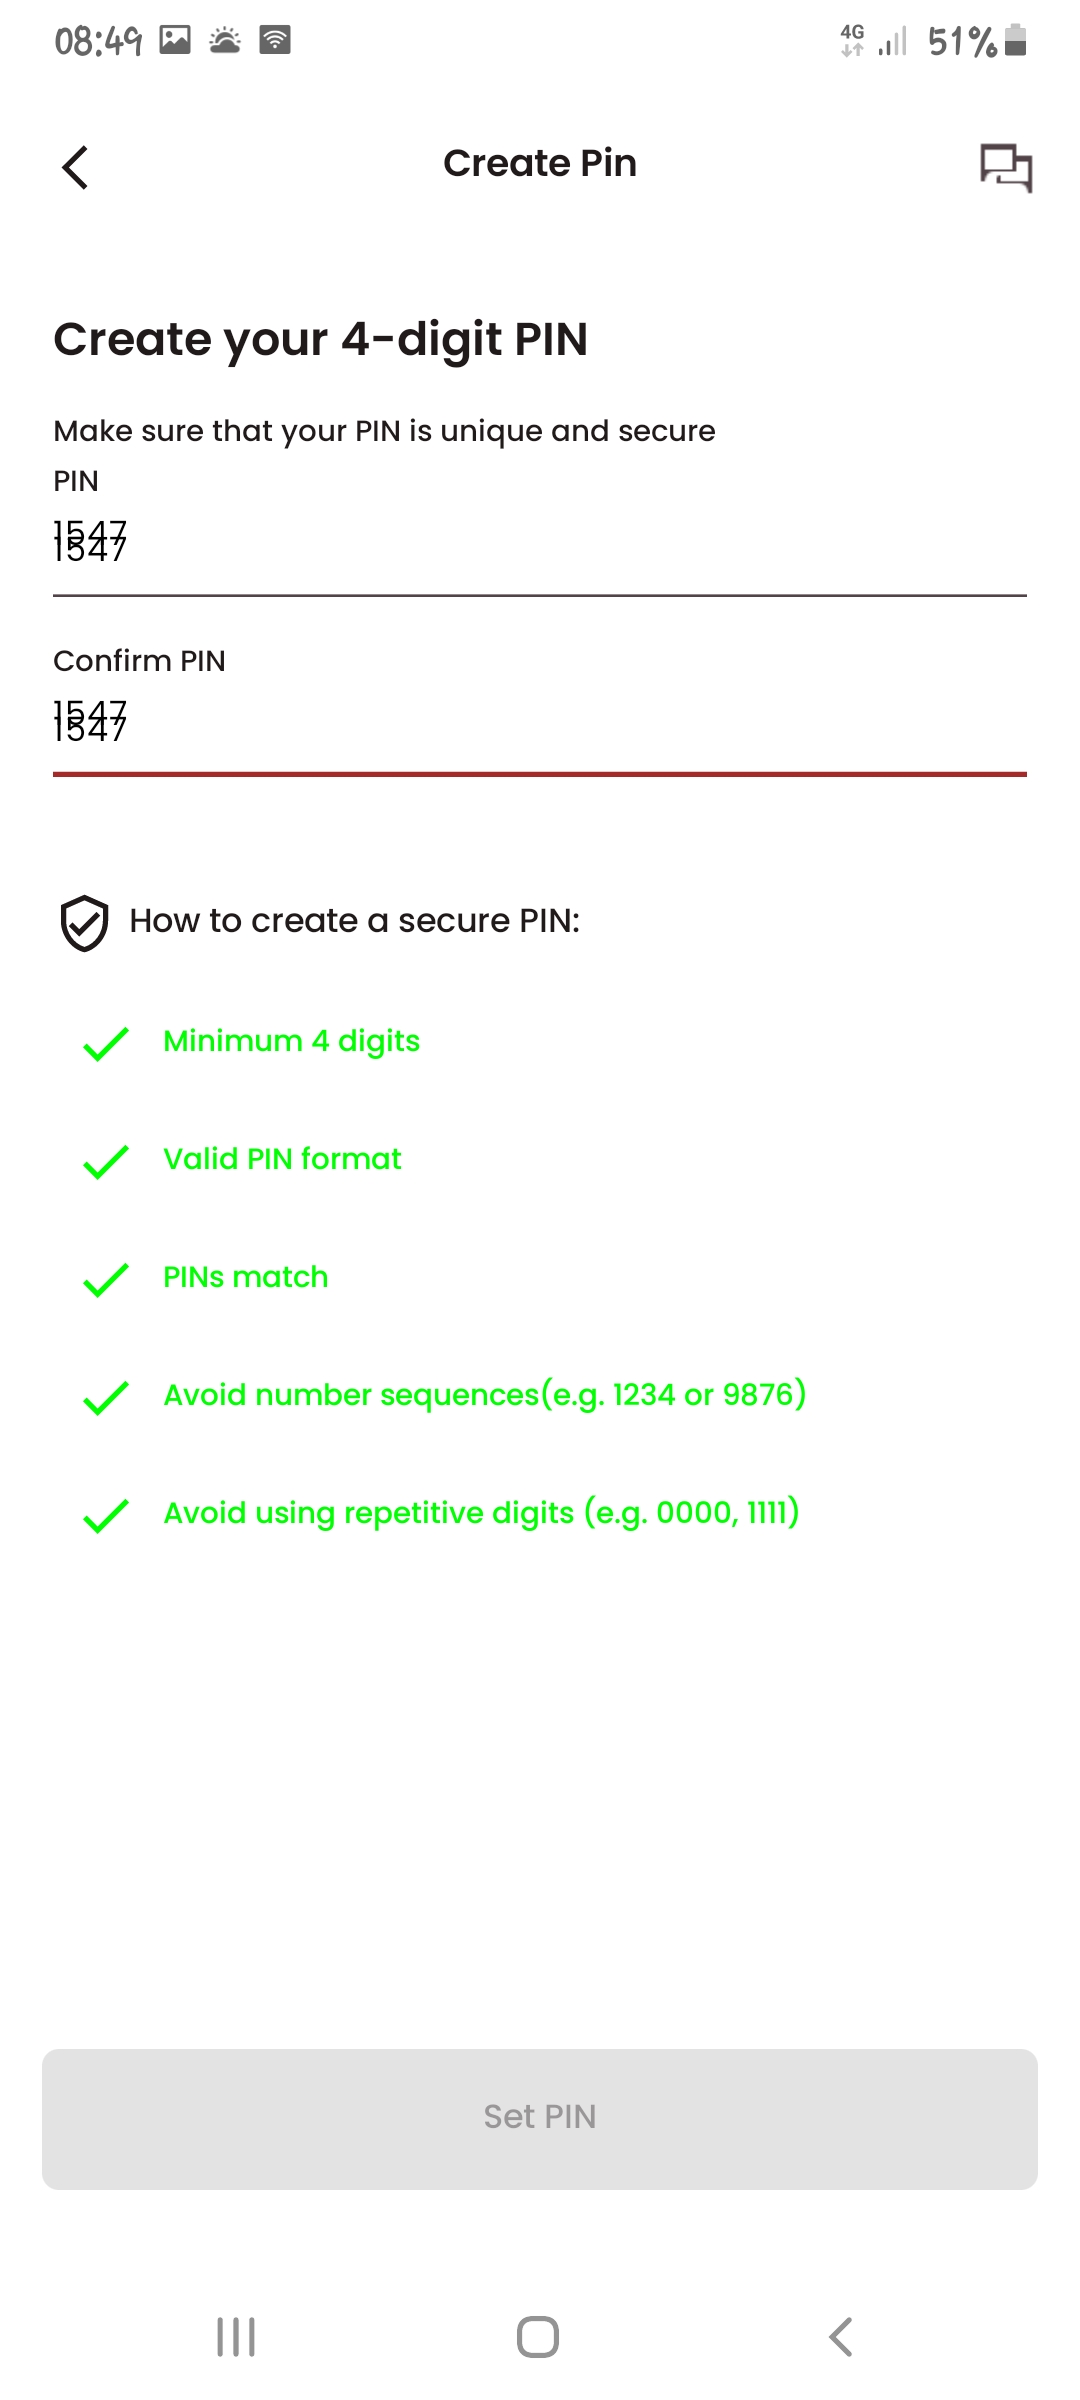 08:49
4G
51%
Create Pin
Create your 4-digit PIN
Make sure that your PIN is unique and secure
PIN
1547
1547
Confirm PIN
1547
1547
How to create a secure PIN:
Minimum 4 digits
Valid PIN format
PINs match
Avoid number sequences(e.g. 1234 or 9876)
Avoid using repetitive digits (e.g. 0000, 1111)
Set PIN